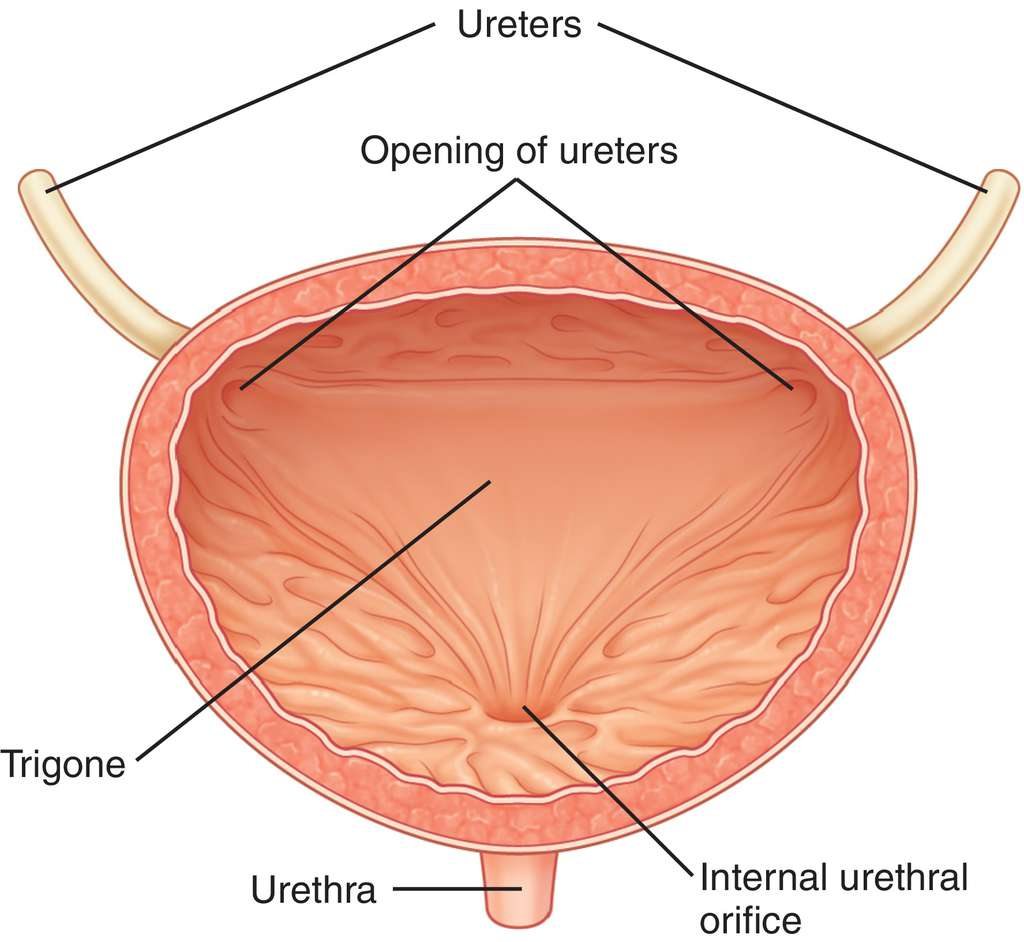 Ureters
Opening of ureters
Trigone
Urethra
Internal urethral
orifice